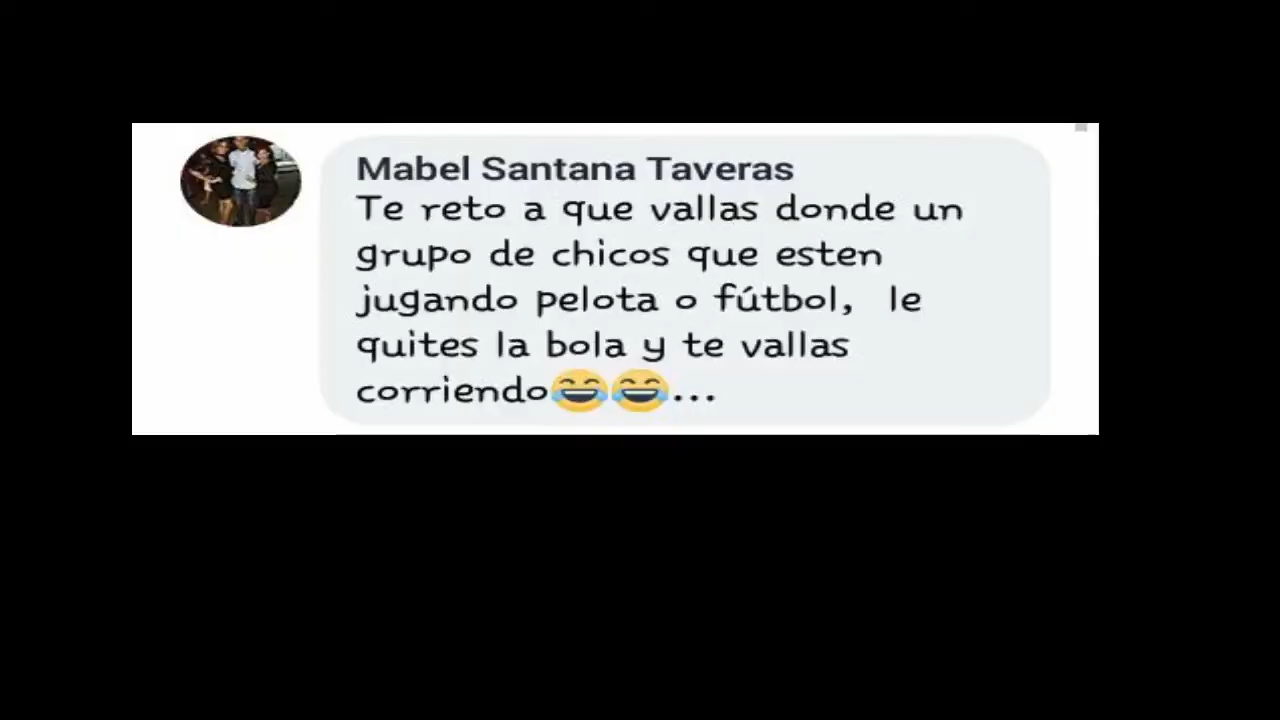 Mabel Santana Taveras
Te reto a que vallas donde un
grupo de chicos que esten
jugando pelota o fútbol,  le
quites la bola y te vallas
corriendo😂😂...